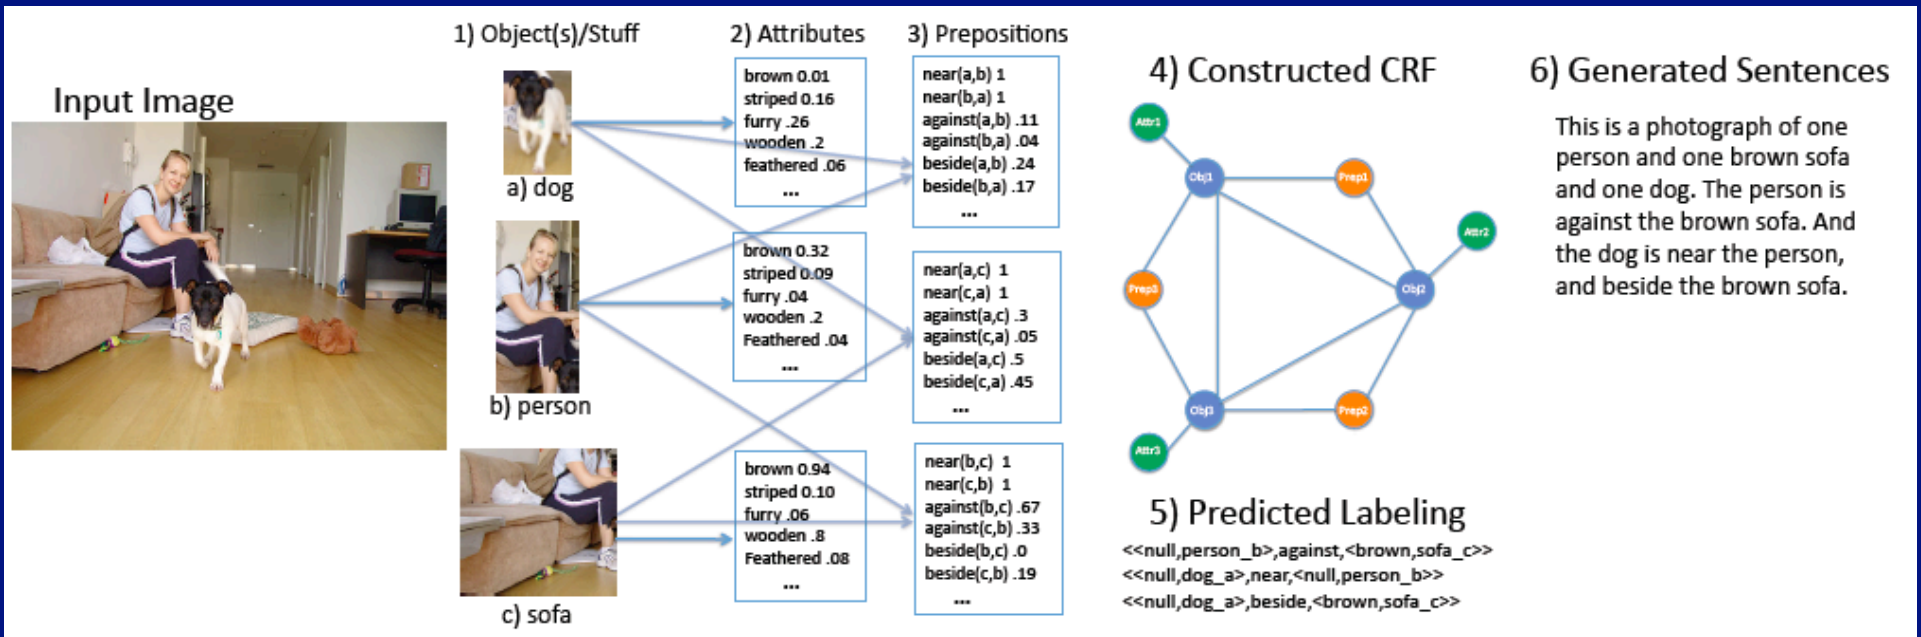 Input Image
1) Object(s)/Stuff
a) dog
b) person
c) sofa
2) Attributes
brown 0.01
striped 0.16
furry .26
wooden .2
feathered .06
...
brown 0.32
striped 0.09
furry .04
wooden .2
Feathered .04
...
brown 0.94
striped 0.10
furry .06
wooden .8
Feathered .08
...
3) Prepositions
near(a,b) 1
near(b,a) 1
against(a,b) .11
against(b,a) .04
beside(a,b) .24
beside(b,a) .17
...
near(a,c) 1
near(c,a) 1
against(a,c) .3
against(c,a) .05
beside(a,c) .5
beside(c,a) .45
...
near(b,c) 1
near(c,b) 1
against(b,c) .67
against(c,b) .33
beside(b,c) .0
beside(c,b) .19
...
4) Constructed CRF
Attr1
Obj1
Prep1
Attr2
Prep3
Obj2
Obj3
Prep2
Attr3
5) Predicted Labeling
<<null,person_b>,against,<brown,sofa_c>>
<<null,dog_a>,near,<null,person_b>>
<<null,dog_a>,beside,<brown,sofa_c>>
6) Generated Sentences
This is a photograph of one
person and one brown sofa
and one dog. The person is
against the brown sofa. And
the dog is near the person,
and beside the brown sofa.